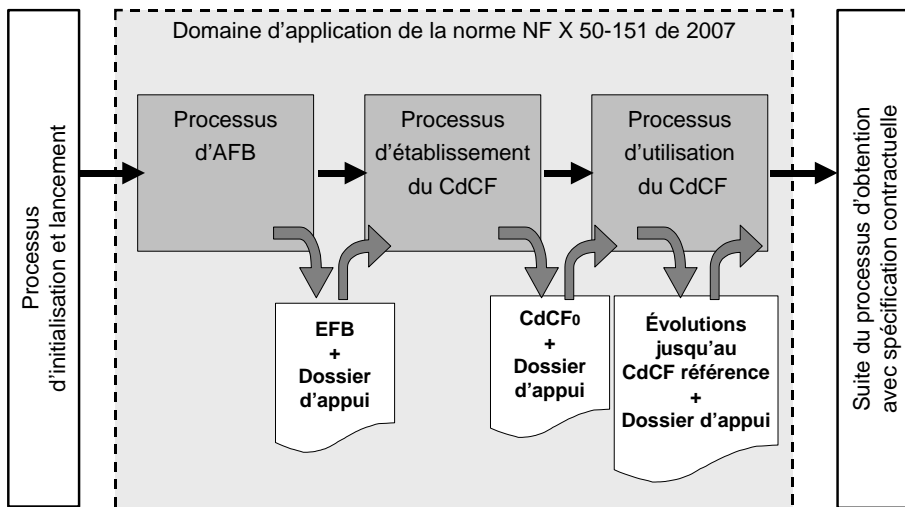 Domaine d'application de la norme NF X 50-151 de 2007
Processus
d'initialisation et lancement
Processus
d'AFB
Processus
d'établissement
du CdCF
Processus
d'utilisation
du CdCF
EFB
+
Dossier
d'appui
CdCF0
+
Dossier
d'appui
Évolutions
jusqu'au
CdCF référence
+
Dossier d'appui
Suite du processus d'obtention
avec spécification contractuelle